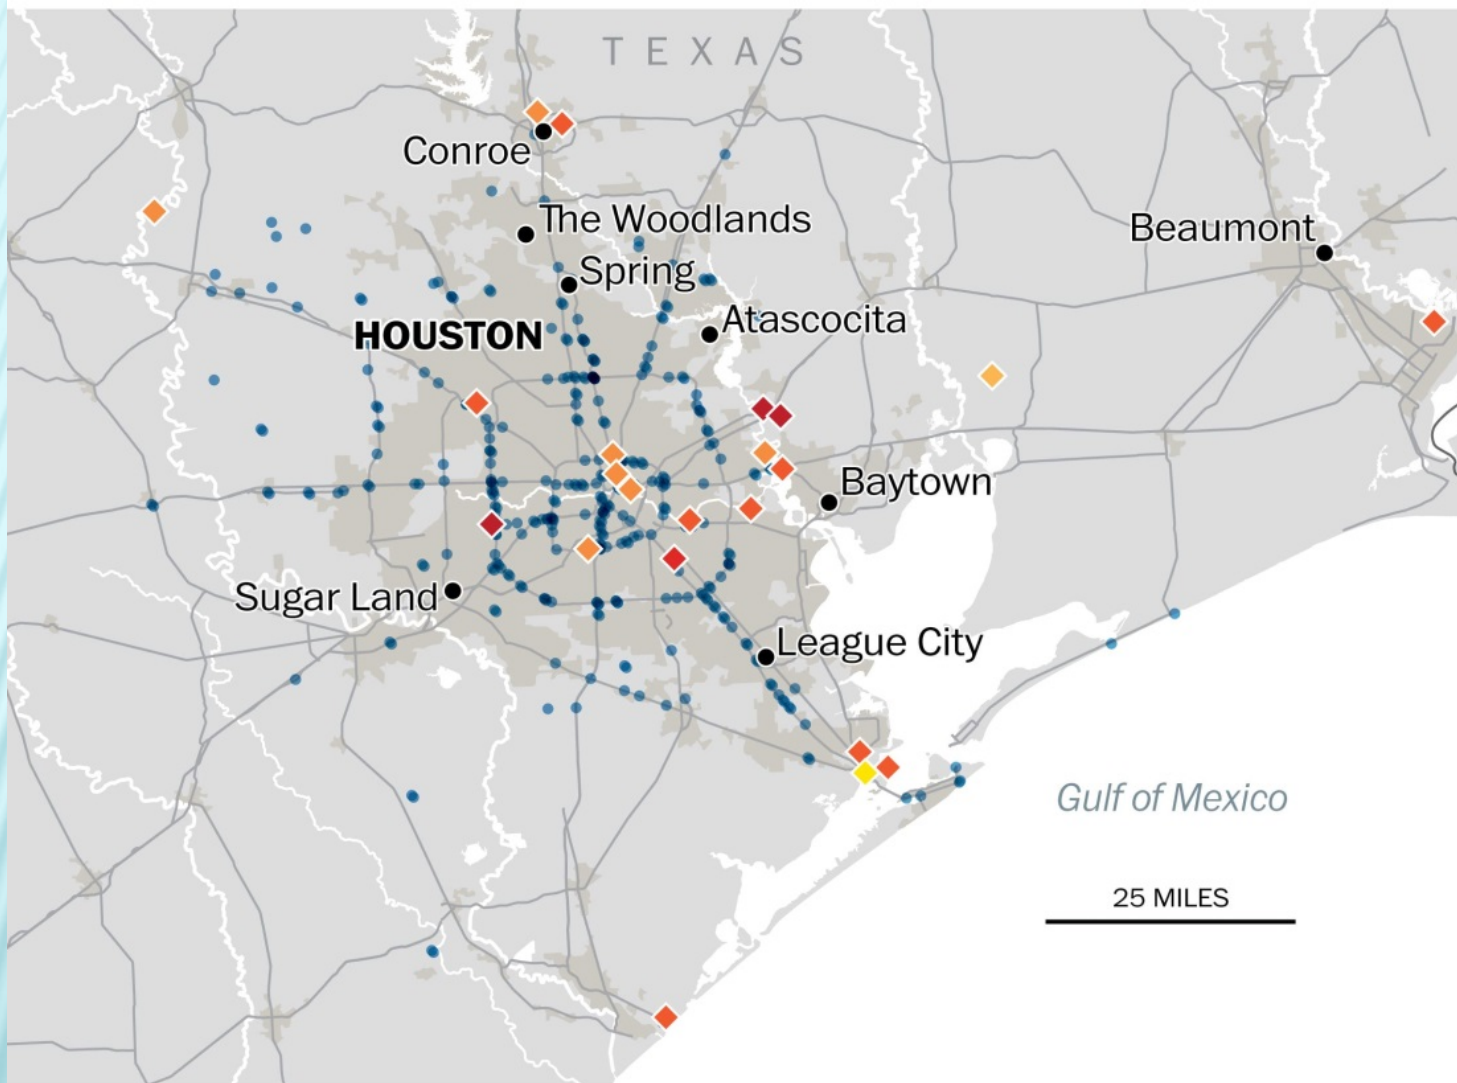 TEXAS
Conroe
The Woodlands
Beaumont
Spring
Atascocita
HOUSTON
Baytown
Sugar Land
League City
Gulf of Mexico
25 MILES